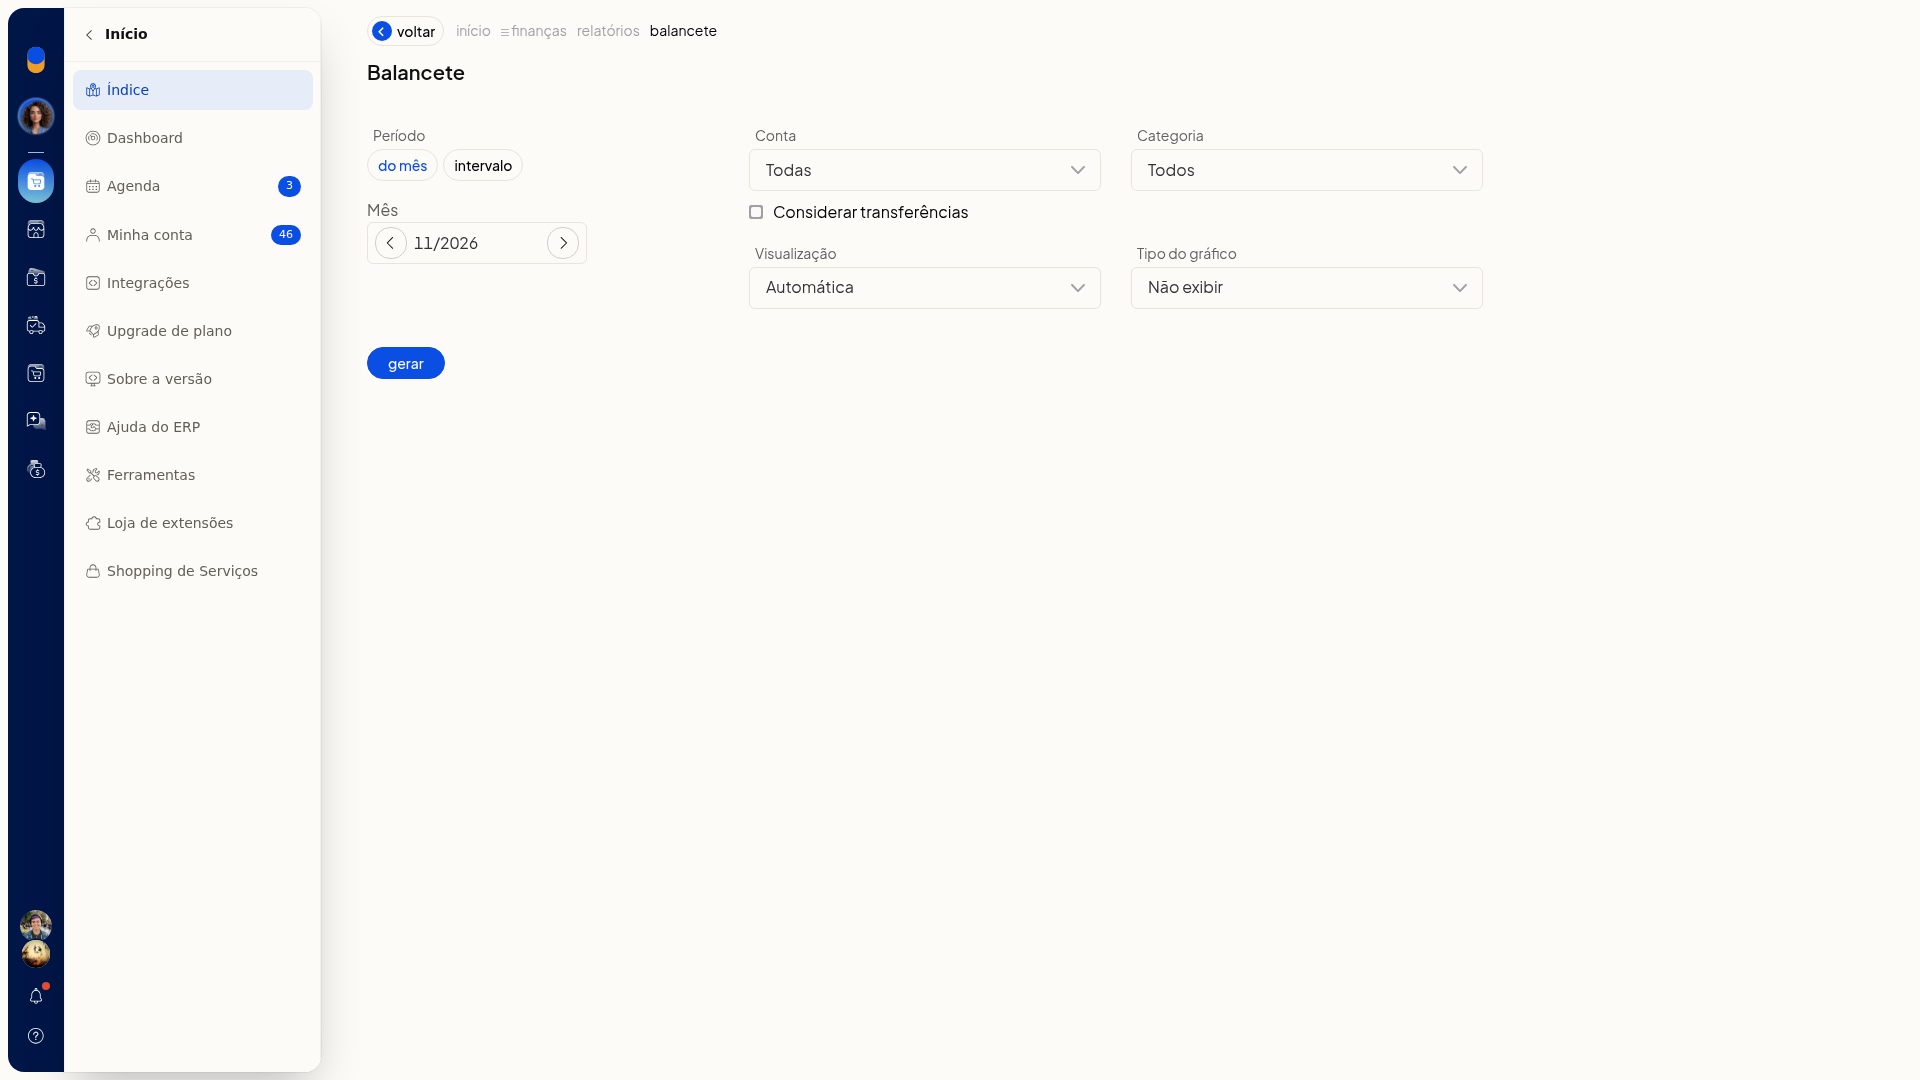 Início
Índice
Dashboard
Agenda 3
Minha conta 46
Integrações
Upgrade de plano
Sobre a versão
Ajuda do ERP
Ferramentas
Loja de extensões
Shopping de Serviços
voltar início finanças relatórios balancete
Balancete
Período
do mês intervalo
Mês
11/2026
Conta
Todas
Considerar transferências
Categoria
Todos
Visualização
Automática
Tipo do gráfico
Não exibir
gerar